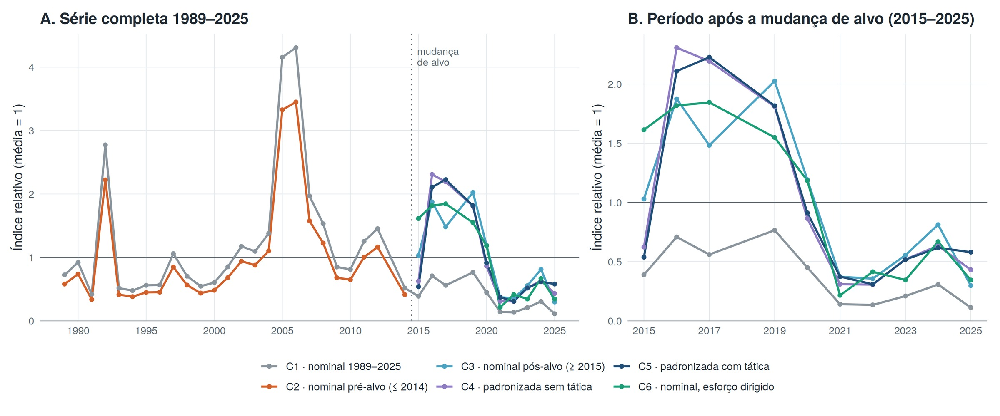 A. Série completa 1989–2025
B. Período após a mudança de alvo (2015–2025)
Índice relativo (média = 1)
4
3
2
1
0
mudança
de alvo
1990 1995 2000 2005 2010 2015 2020 2025
Índice relativo (média = 1)
2.0
1.5
1.0
0.5
0.0
2015 2017 2019 2021 2023 2025
C1 · nominal 1989–2025
C3 · nominal pós-alvo (≥ 2015)
C5 · padronizada com tática
C2 · nominal pré-alvo (≤ 2014)
C4 · padronizada sem tática
C6 · nominal, esforço dirigido